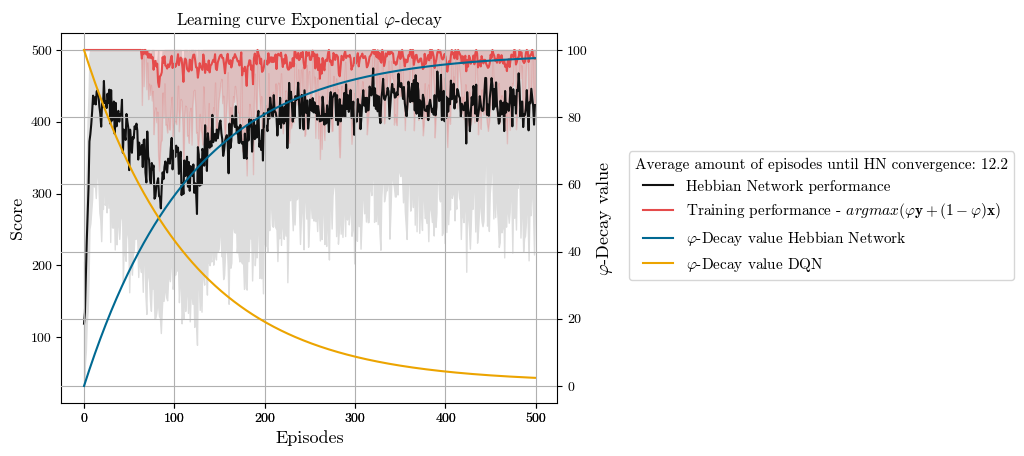 Learning curve Exponential φ-decay
500
400
300
200
100
Score
0 100 200 300 400 500
Episodes
100
80
60
40
20
0
φ-Decay value
Average amount of episodes until HN convergence: 12.2
Hebbian Network performance
Training performance - argmax(φy + (1 − φ)x)
φ-Decay value Hebbian Network
φ-Decay value DQN